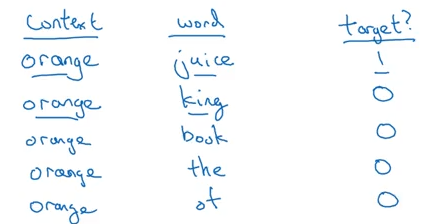 Context word target?
orange juice 1
orange king 0
orange book 0
orange the 0
orange of 0